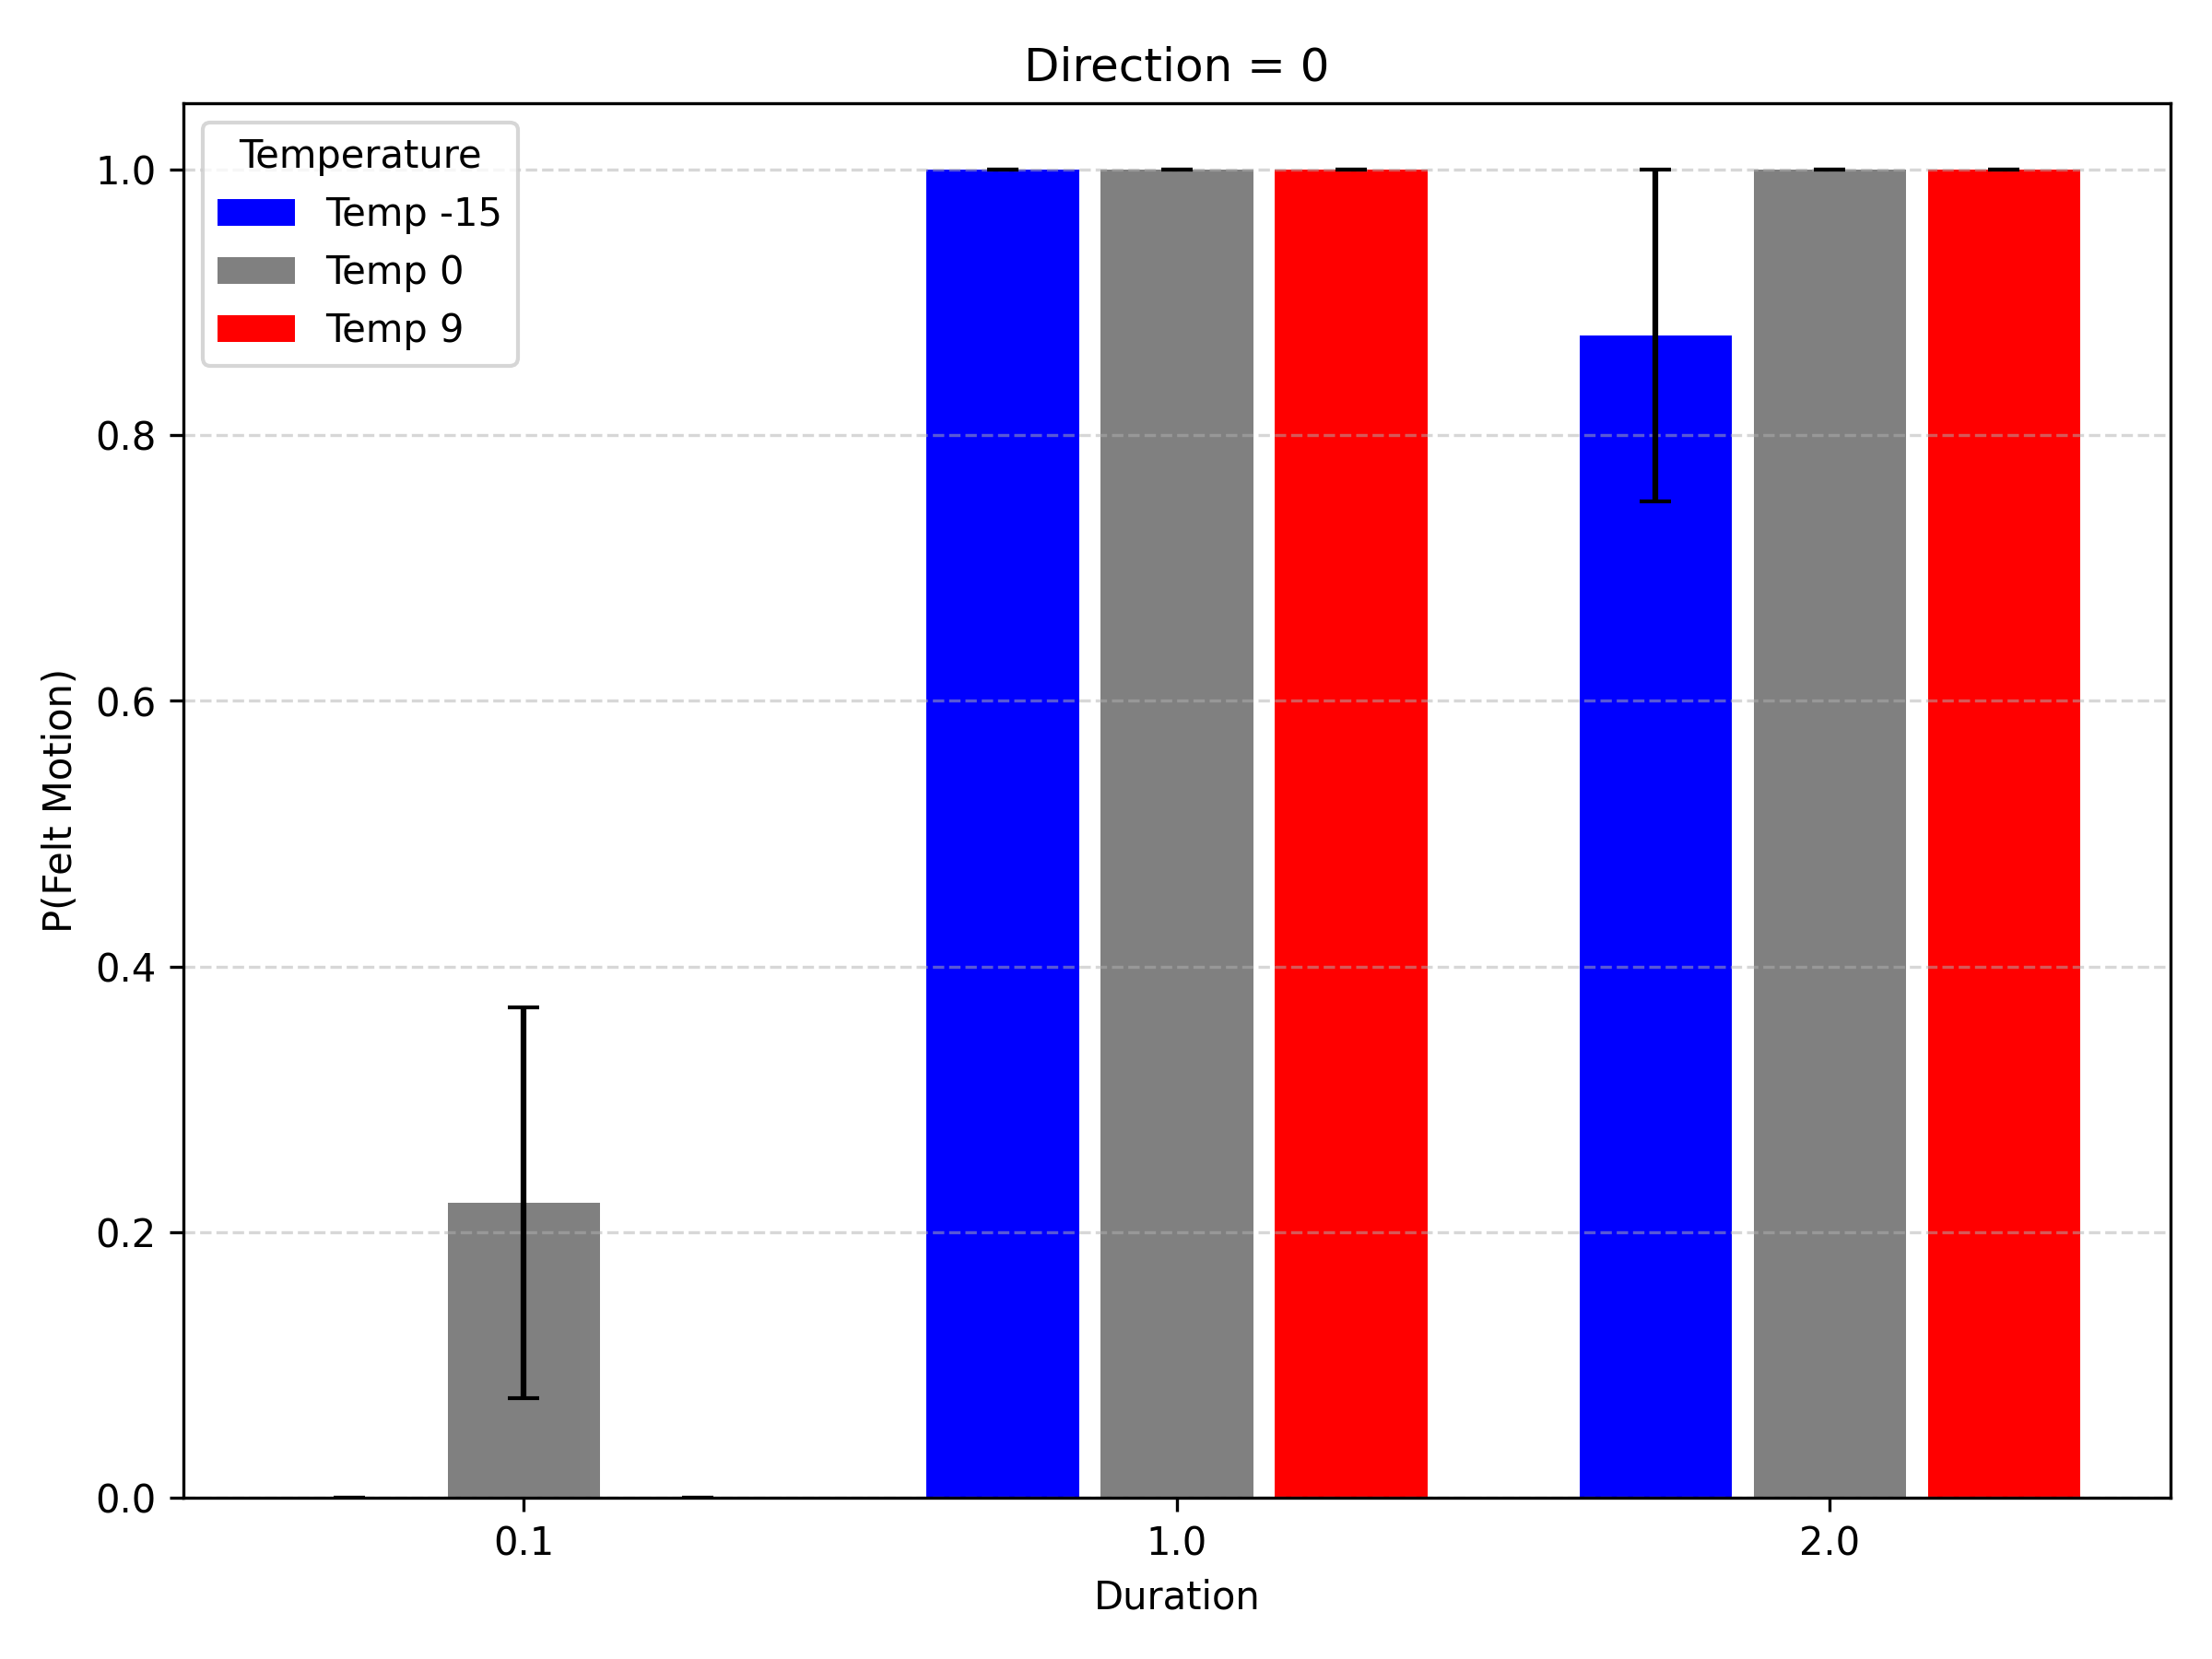 Direction = 0
Temperature
Temp -15
Temp 0
Temp 9
1.0
0.8
0.6
0.4
0.2
0.0
P(Felt Motion)
0.1 1.0 2.0
Duration